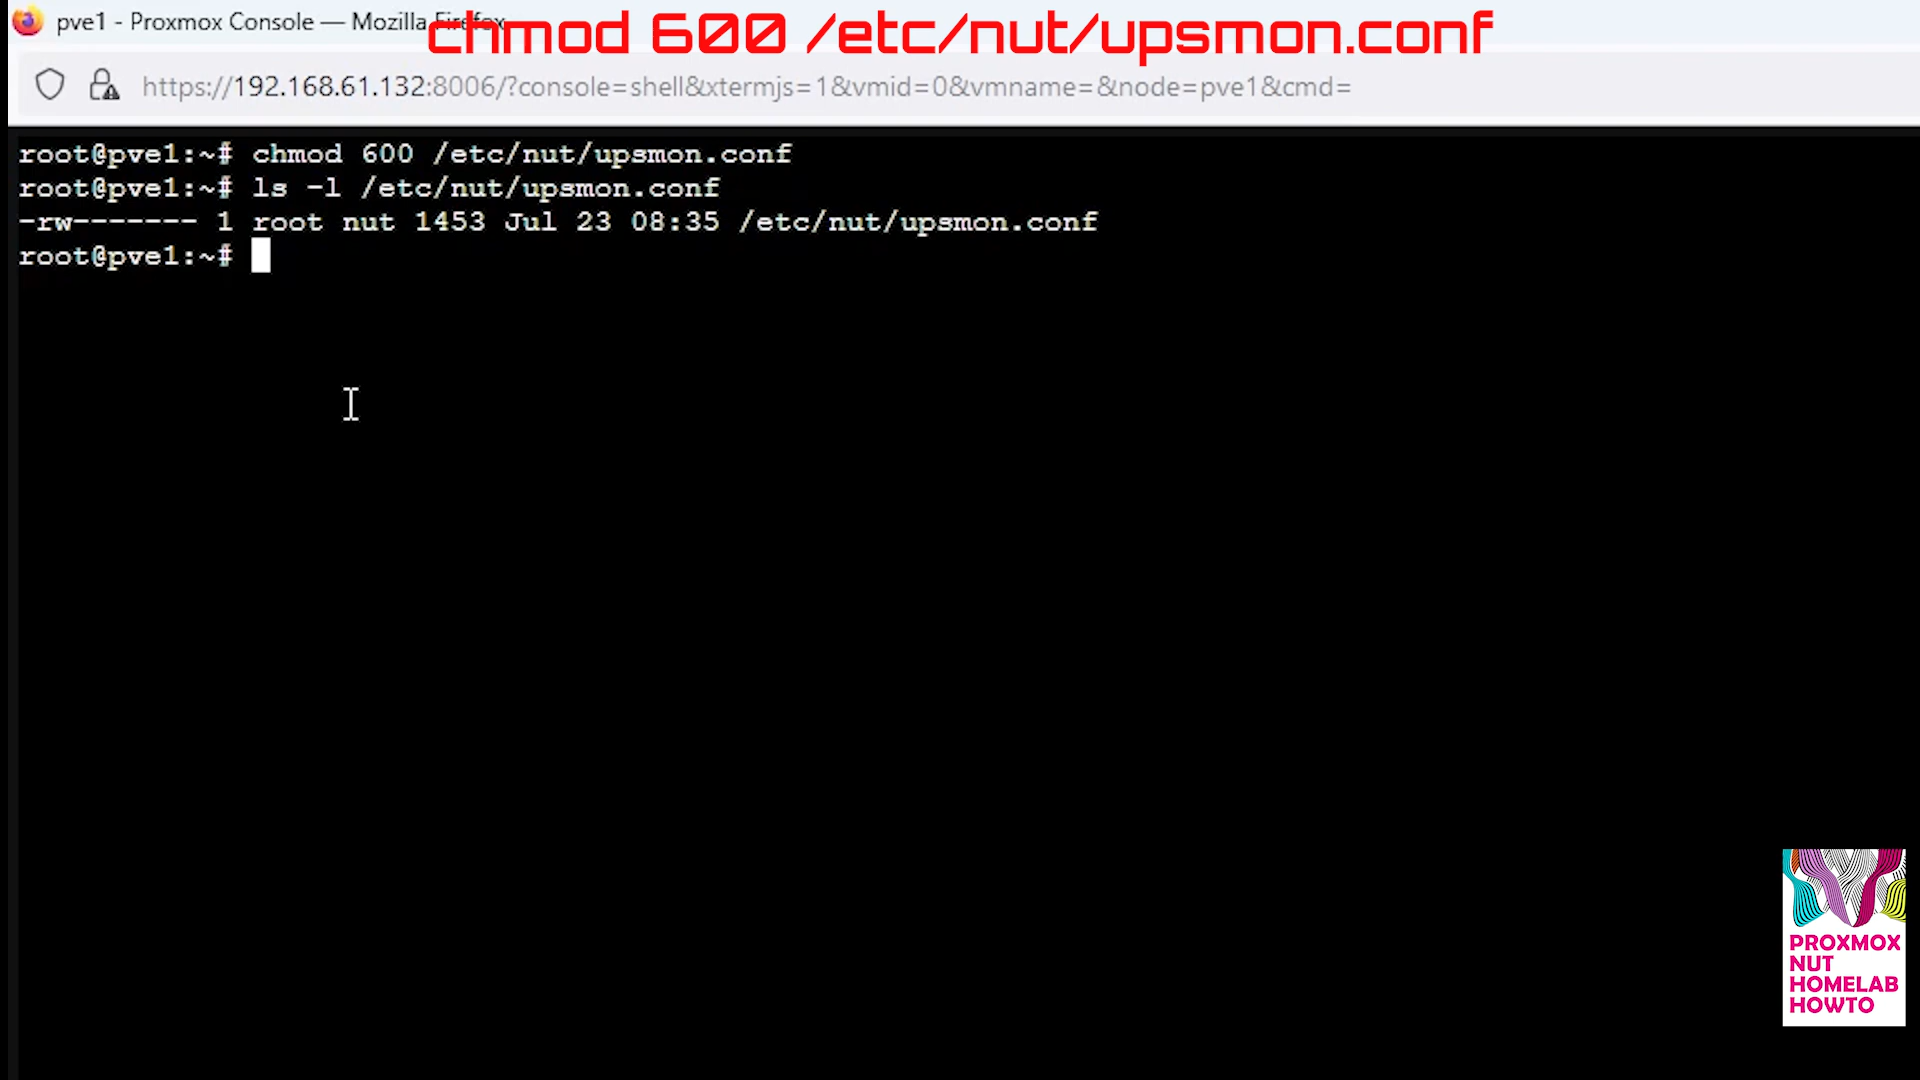 pve1 - Proxmox Console — Mozilla Firefox
chmod 600 /etc/nut/upsmon.conf
https://192.168.61.132:8006/?console=shell&xtermjs=1&vmid=0&vmname=&node=pve1&cmd=
root@pve1:~# chmod 600 /etc/nut/upsmon.conf
root@pve1:~# ls -l /etc/nut/upsmon.conf
-rw------- 1 root nut 1453 Jul 23 08:35 /etc/nut/upsmon.conf
root@pve1:~#
PROXMOX
NUT
HOMELAB
HOWTO